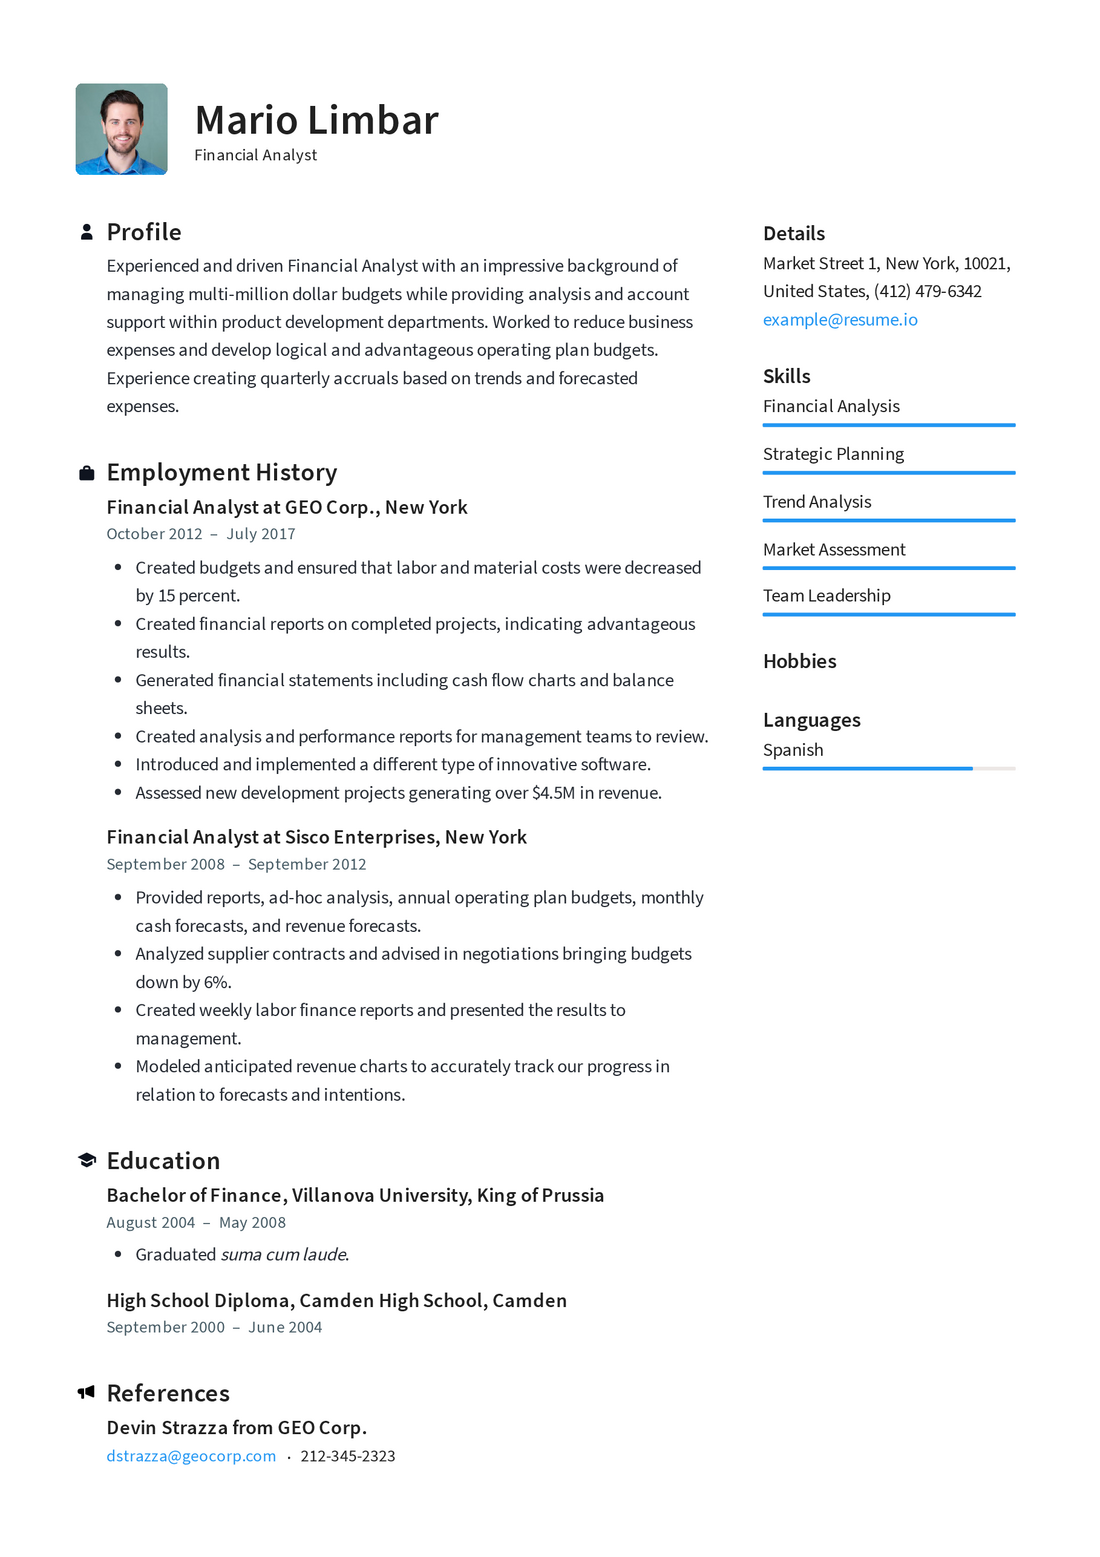 Mario Limbar
Financial Analyst
Profile
Experienced and driven Financial Analyst with an impressive background of
managing multi-million dollar budgets while providing analysis and account
support within product development departments. Worked to reduce business
expenses and develop logical and advantageous operating plan budgets.
Experience creating quarterly accruals based on trends and forecasted
expenses.
Employment History
Financial Analyst at GEO Corp., New York
October 2012 – July 2017
• Created budgets and ensured that labor and material costs were decreased
by 15 percent.
• Created financial reports on completed projects, indicating advantageous
results.
• Generated financial statements including cash flow charts and balance
sheets.
• Created analysis and performance reports for management teams to review.
• Introduced and implemented a different type of innovative software.
• Assessed new development projects generating over $4.5M in revenue.
Financial Analyst at Sisco Enterprises, New York
September 2008 – September 2012
• Provided reports, ad-hoc analysis, annual operating plan budgets, monthly
cash forecasts, and revenue forecasts.
• Analyzed supplier contracts and advised in negotiations bringing budgets
down by 6%.
• Created weekly labor finance reports and presented the results to
management.
• Modeled anticipated revenue charts to accurately track our progress in
relation to forecasts and intentions.
Education
Bachelor of Finance, Villanova University, King of Prussia
August 2004 – May 2008
• Graduated suma cum laude.
High School Diploma, Camden High School, Camden
September 2000 – June 2004
References
Devin Strazza from GEO Corp.
dstrazza@geocorp.com · 212-345-2323
Details
Market Street 1, New York, 10021,
United States, (412) 479-6342
example@resume.io
Skills
Financial Analysis
Strategic Planning
Trend Analysis
Market Assessment
Team Leadership
Hobbies
Languages
Spanish